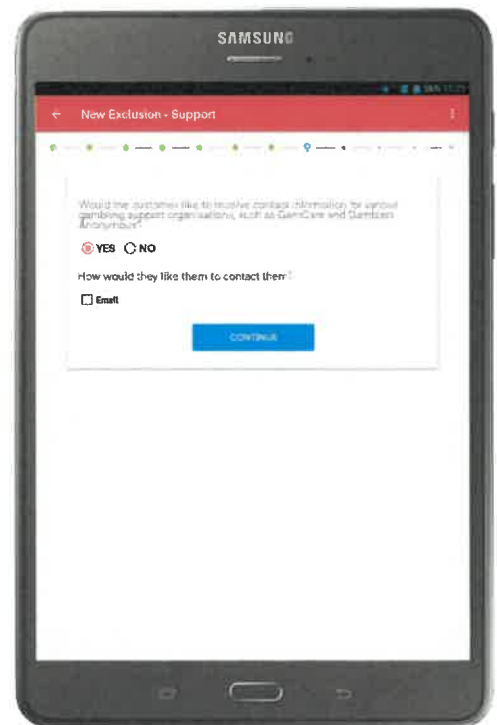 SAMSUNG
New Exclusion - Support
Would the customer like to receive contact information for various
gambling support organisations, such as GamCare and Gamblers
Anonymous?
YES NO
How would they like them to contact them?
Email
CONTINUE